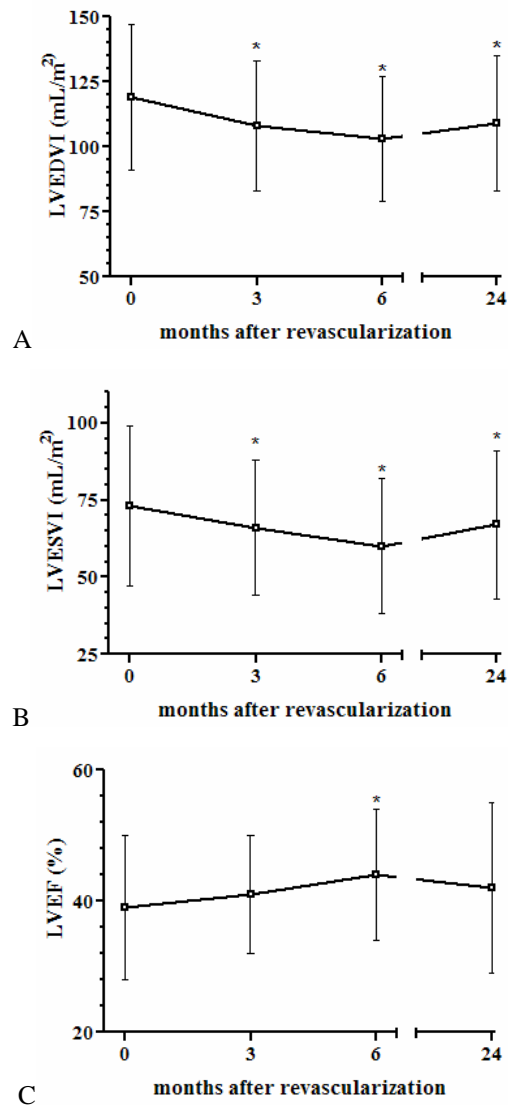 150
125
100
75
50
LVEDVI (mL/m²)
* * *
0 3 6 24
months after revascularization
A
100
75
50
25
LVESVI (mL/m²)
* * *
0 3 6 24
months after revascularization
B
60
40
20
LVEF (%)
*
0 3 6 24
months after revascularization
C